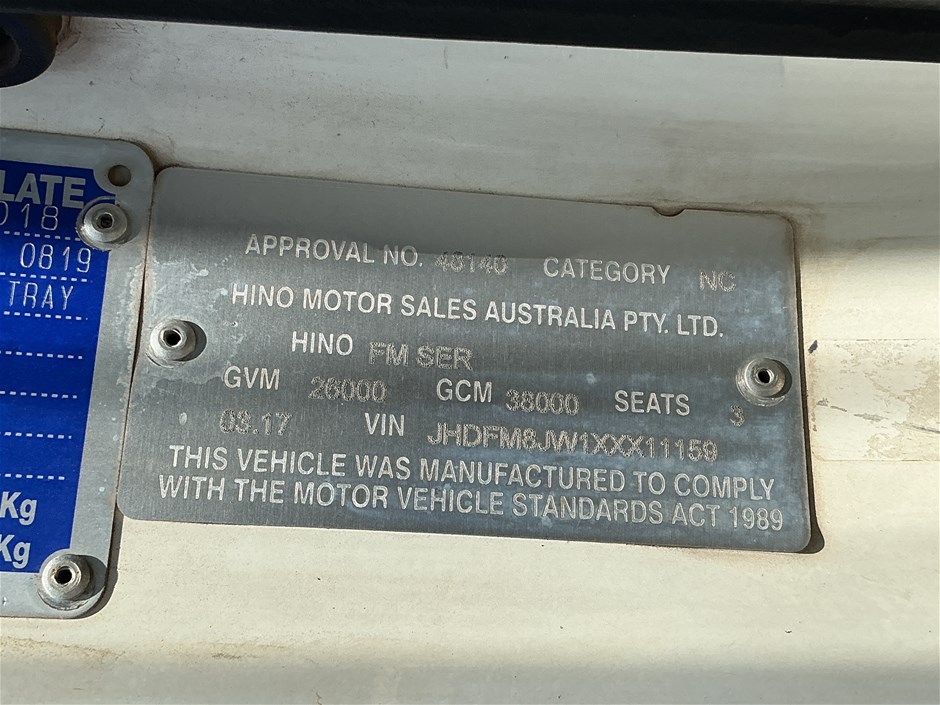 LATE
018
0819
TRAY
Kg
Kg
APPROVAL NO. 48140 CATEGORY NC
HINO MOTOR SALES AUSTRALIA PTY. LTD.
HINO FM SER
GVM 26000 GCM 38000 SEATS 3
03.17 VIN JHDFM8JW1XXX11159
THIS VEHICLE WAS MANUFACTURED TO COMPLY
WITH THE MOTOR VEHICLE STANDARDS ACT 1989